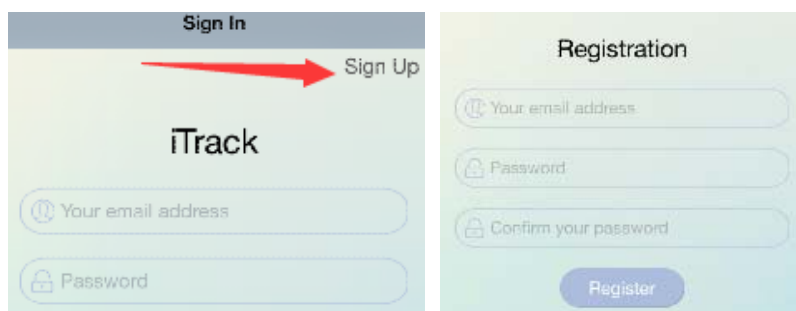 Sign In
Sign Up
iTrack
Your email address
Password
Registration
Your email address
Password
Confirm your password
Register